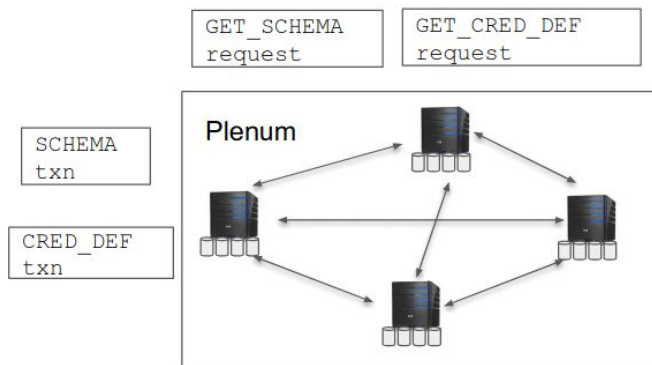 GET_SCHEMA
request
GET_CRED_DEF
request
SCHEMA
txn
Plenum
CRED_DEF
txn